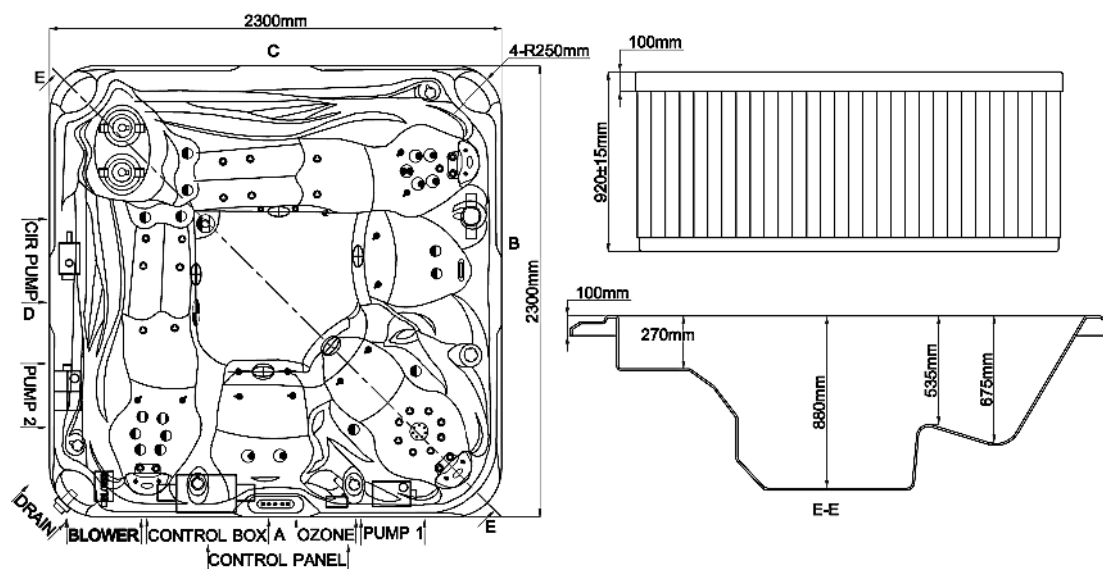 2300mm
C
4-R250mm
E
100mm
920±15mm
CIR PUMP
D
PUMP 2
B
2300mm
100mm
270mm
880mm
535mm
675mm
E-E
DRAIN
BLOWER
CONTROL BOX
A
OZONE
PUMP 1
E
CONTROL PANEL